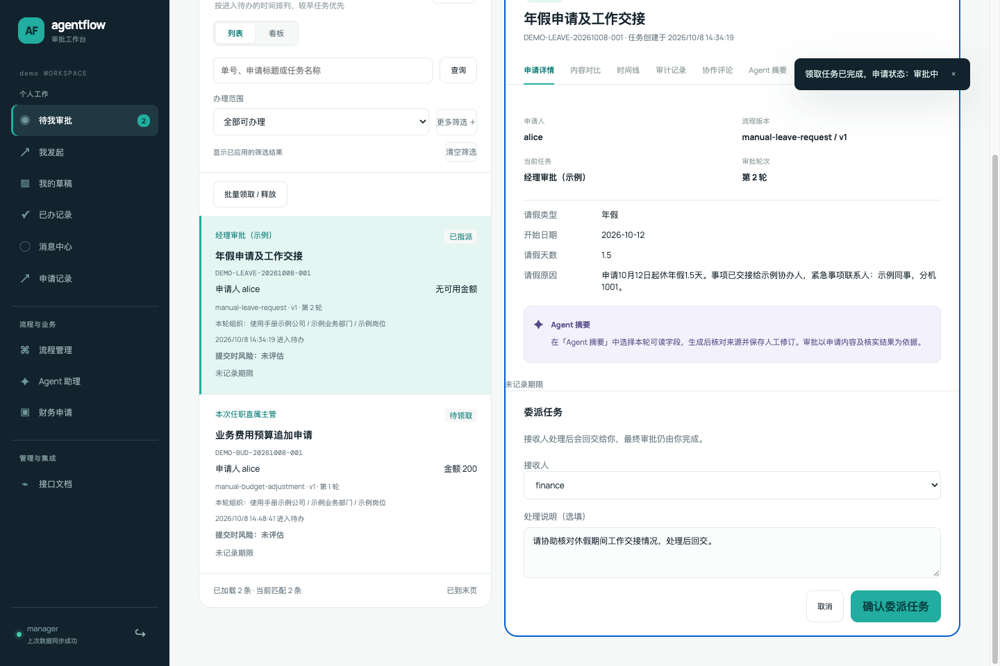 AF
agentflow
审批工作台
demo WORKSPACE
个人工作
待我审批
2
我发起
我的草稿
已办记录
消息中心
申请记录
流程与业务
流程管理
Agent 助理
财务申请
管理与集成
接口文档
manager
上次数据同步成功
按进入待办的时间排列，较早任务优先
列表
看板
单号、申请标题或任务名称
查询
办理范围
全部可办理
更多筛选 +
显示已应用的筛选结果
清空筛选
批量领取 / 释放
经理审批（示例）
已指派
年假申请及工作交接
DEMO-LEAVE-20261008-001
申请人 alice
无可用金额
manual-leave-request · v1 · 第 2 轮
本轮组织：使用手册示例公司 / 示例业务部门 / 示例岗位
2026/10/8 14:34:19 进入待办
提交时风险：未评估
未记录期限
本次任职直属主管
待领取
业务费用预算追加申请
DEMO-BUD-20261008-001
申请人 alice
金额 200
manual-budget-adjustment · v1 · 第 1 轮
本轮组织：使用手册示例公司 / 示例业务部门 / 示例岗位
2026/10/8 14:48:41 进入待办
提交时风险：未评估
未记录期限
已加载 2 条 · 当前匹配 2 条
已到末页
年假申请及工作交接
DEMO-LEAVE-20261008-001 · 任务创建于 2026/10/8 14:34:19
申请详情
内容对比
时间线
审计记录
协作评论
Agent 摘要
领取任务已完成，申请状态：审批中
×
申请人
alice
流程版本
manual-leave-request / v1
当前任务
经理审批（示例）
审批轮次
第 2 轮
请假类型
年假
开始日期
2026-10-12
请假天数
1.5
请假原因
申请10月12日起休年假1.5天。事项已交接给示例协办人，紧急事项联系人：示例同事，分机
1001。
Agent 摘要
在「Agent 摘要」中选择本轮可读字段，生成后核对来源并保存人工修订。审批以申请内容及核实结果为依据。
未记录期限
委派任务
接收人处理后会回交给你，最终审批仍由你完成。
接收人
finance
处理说明（选填）
请协助核对休假期间工作交接情况，处理后回交。
取消
确认委派任务